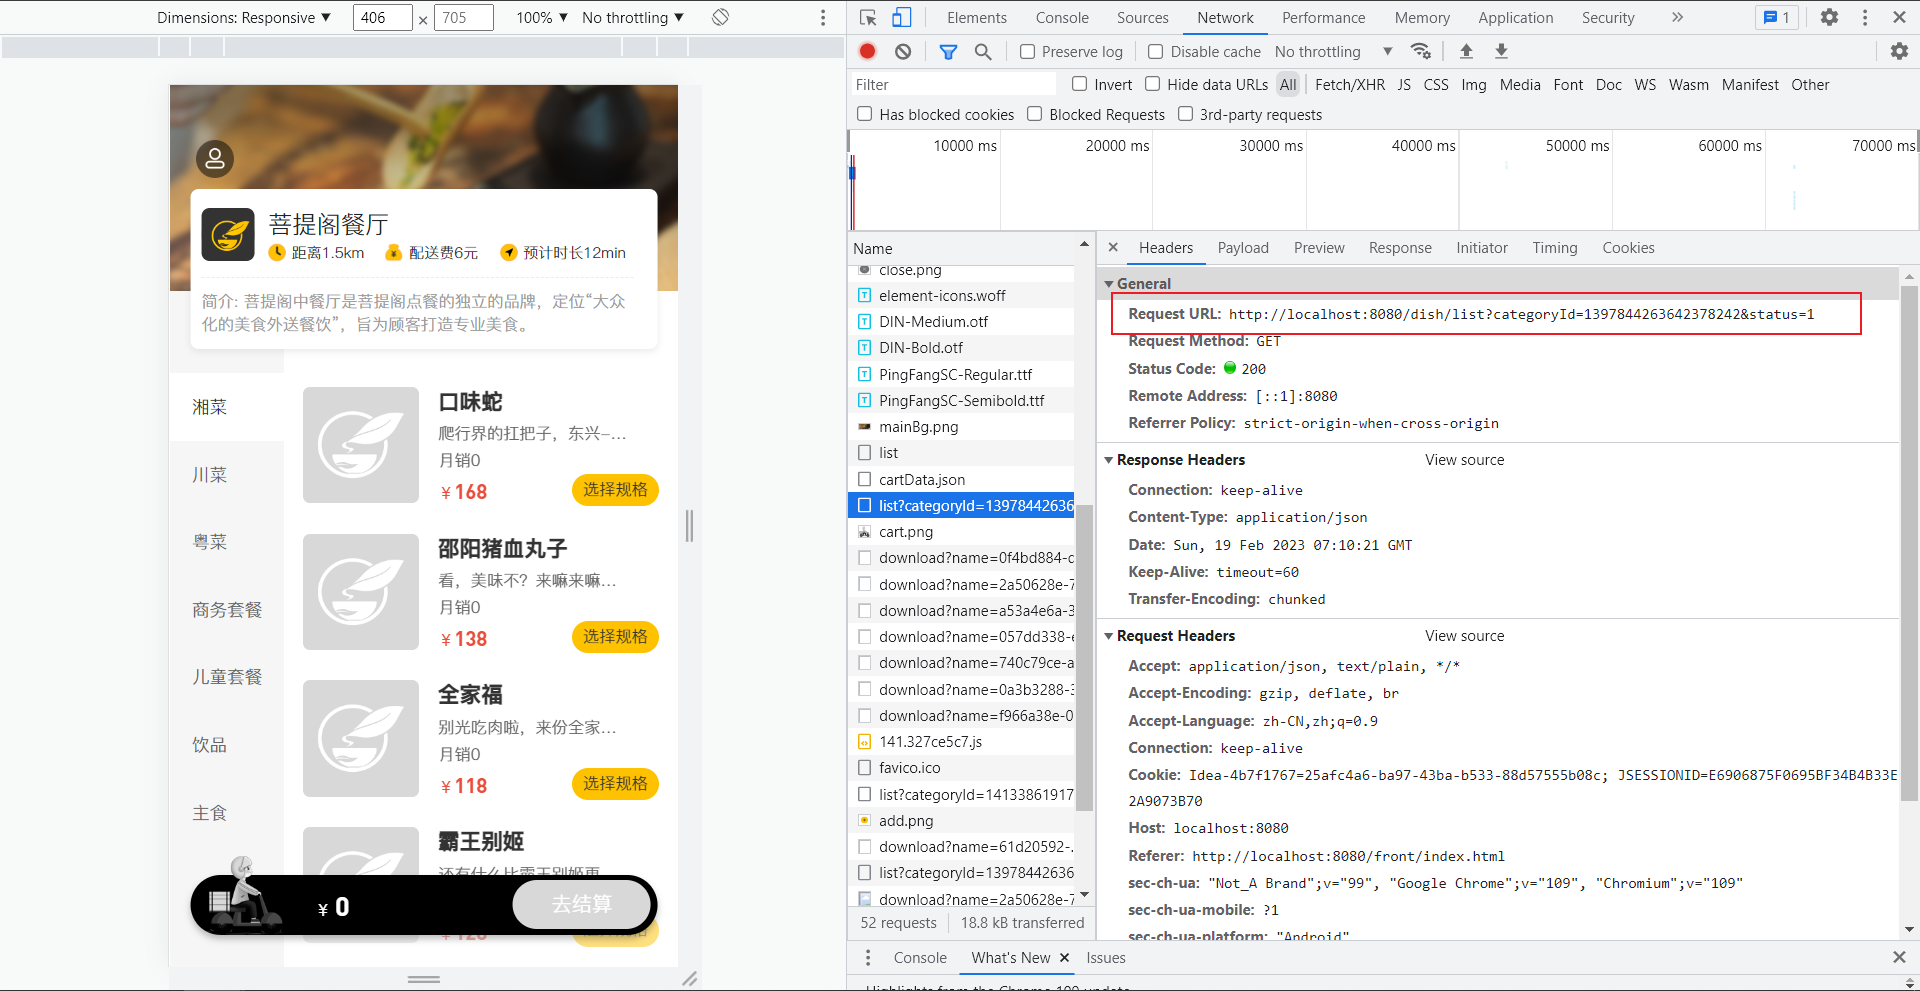 Dimensions: Responsive ▼ 406 × 705 100% ▼ No throttling ▼
菩提阁餐厅
距离1.5km 配送费6元 预计时长12min
简介: 菩提阁中餐厅是菩提阁点餐的独立的品牌，定位“大众
化的美食外送餐饮”，旨为顾客打造专业美食。
湘菜
川菜
粤菜
商务套餐
儿童套餐
饮品
主食
口味蛇
爬行界的扛把子，东兴-...
月销0
￥168 选择规格
邵阳猪血丸子
看，美味不？来嘛来嘛...
月销0
￥138 选择规格
全家福
别光吃肉啦，来份全家...
月销0
￥118 选择规格
霸王别姬
还有什么比霸王别姬更
￥128
￥ 0 去结算
Elements Console Sources Network Performance Memory Application Security » 1
Preserve log Disable cache No throttling ▼
Filter Invert Hide data URLs All Fetch/XHR JS CSS Img Media Font Doc WS Wasm Manifest Other
Has blocked cookies Blocked Requests 3rd-party requests
10000 ms 20000 ms 30000 ms 40000 ms 50000 ms 60000 ms 70000 ms
Name
close.png
element-icons.woff
DIN-Medium.otf
DIN-Bold.otf
PingFangSC-Regular.ttf
PingFangSC-Semibold.ttf
mainBg.png
list
cartData.json
list?categoryId=13978442636
cart.png
download?name=0f4bd884-c
download?name=2a50628e-7
download?name=a53a4e6a-3
download?name=057dd338-e
download?name=740c79ce-a
download?name=0a3b3288-3
download?name=f966a38e-0
141.327ce5c7.js
favico.ico
list?categoryId=14133861917
add.png
download?name=61d20592-.
list?categoryId=13978442636
download?name=2a50628e-7
52 requests 18.8 kB transferred
× Headers Payload Preview Response Initiator Timing Cookies
General
Request URL: http://localhost:8080/dish/list?categoryId=1397844263642378242&status=1
Request Method: GET
Status Code: 200
Remote Address: [::1]:8080
Referrer Policy: strict-origin-when-cross-origin
Response Headers View source
Connection: keep-alive
Content-Type: application/json
Date: Sun, 19 Feb 2023 07:10:21 GMT
Keep-Alive: timeout=60
Transfer-Encoding: chunked
Request Headers View source
Accept: application/json, text/plain, */*
Accept-Encoding: gzip, deflate, br
Accept-Language: zh-CN,zh;q=0.9
Connection: keep-alive
Cookie: Idea-4b7f1767=25afc4a6-ba97-43ba-b533-88d57555b08c; JSESSIONID=E6906875F0695BF34B4B33E
2A9073B70
Host: localhost:8080
Referer: http://localhost:8080/front/index.html
sec-ch-ua: "Not_A Brand";v="99", "Google Chrome";v="109", "Chromium";v="109"
sec-ch-ua-mobile: ?1
sec-ch-ua-platform: "Android"
Console What's New × Issues
Highlights from the Chrome 109 update